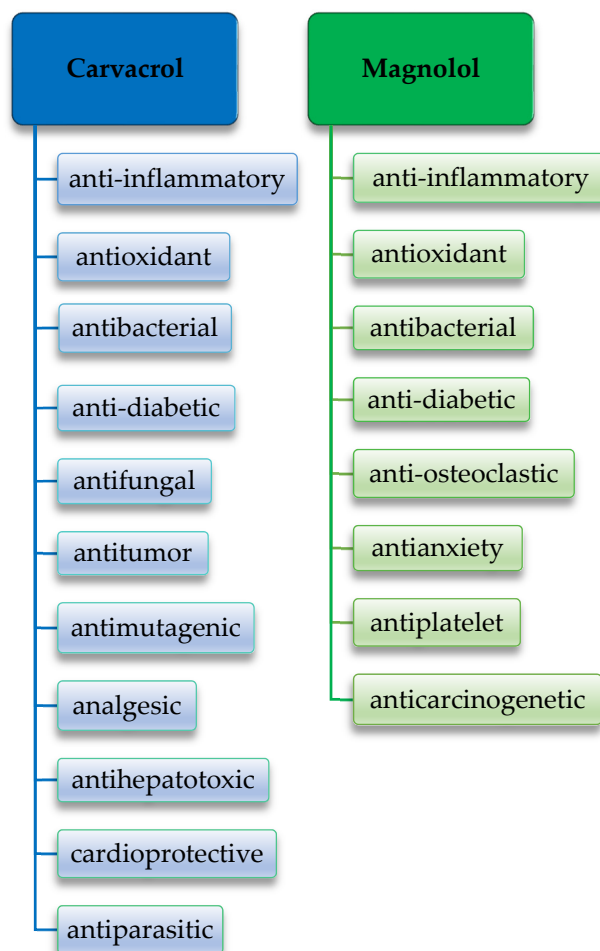 Carvacrol
anti-inflammatory
antioxidant
antibacterial
anti-diabetic
antifungal
antitumor
antimutagenic
analgesic
antihepatotoxic
cardioprotective
antiparasitic
Magnolol
anti-inflammatory
antioxidant
antibacterial
anti-diabetic
anti-osteoclastic
antianxiety
antiplatelet
anticarcinogenetic